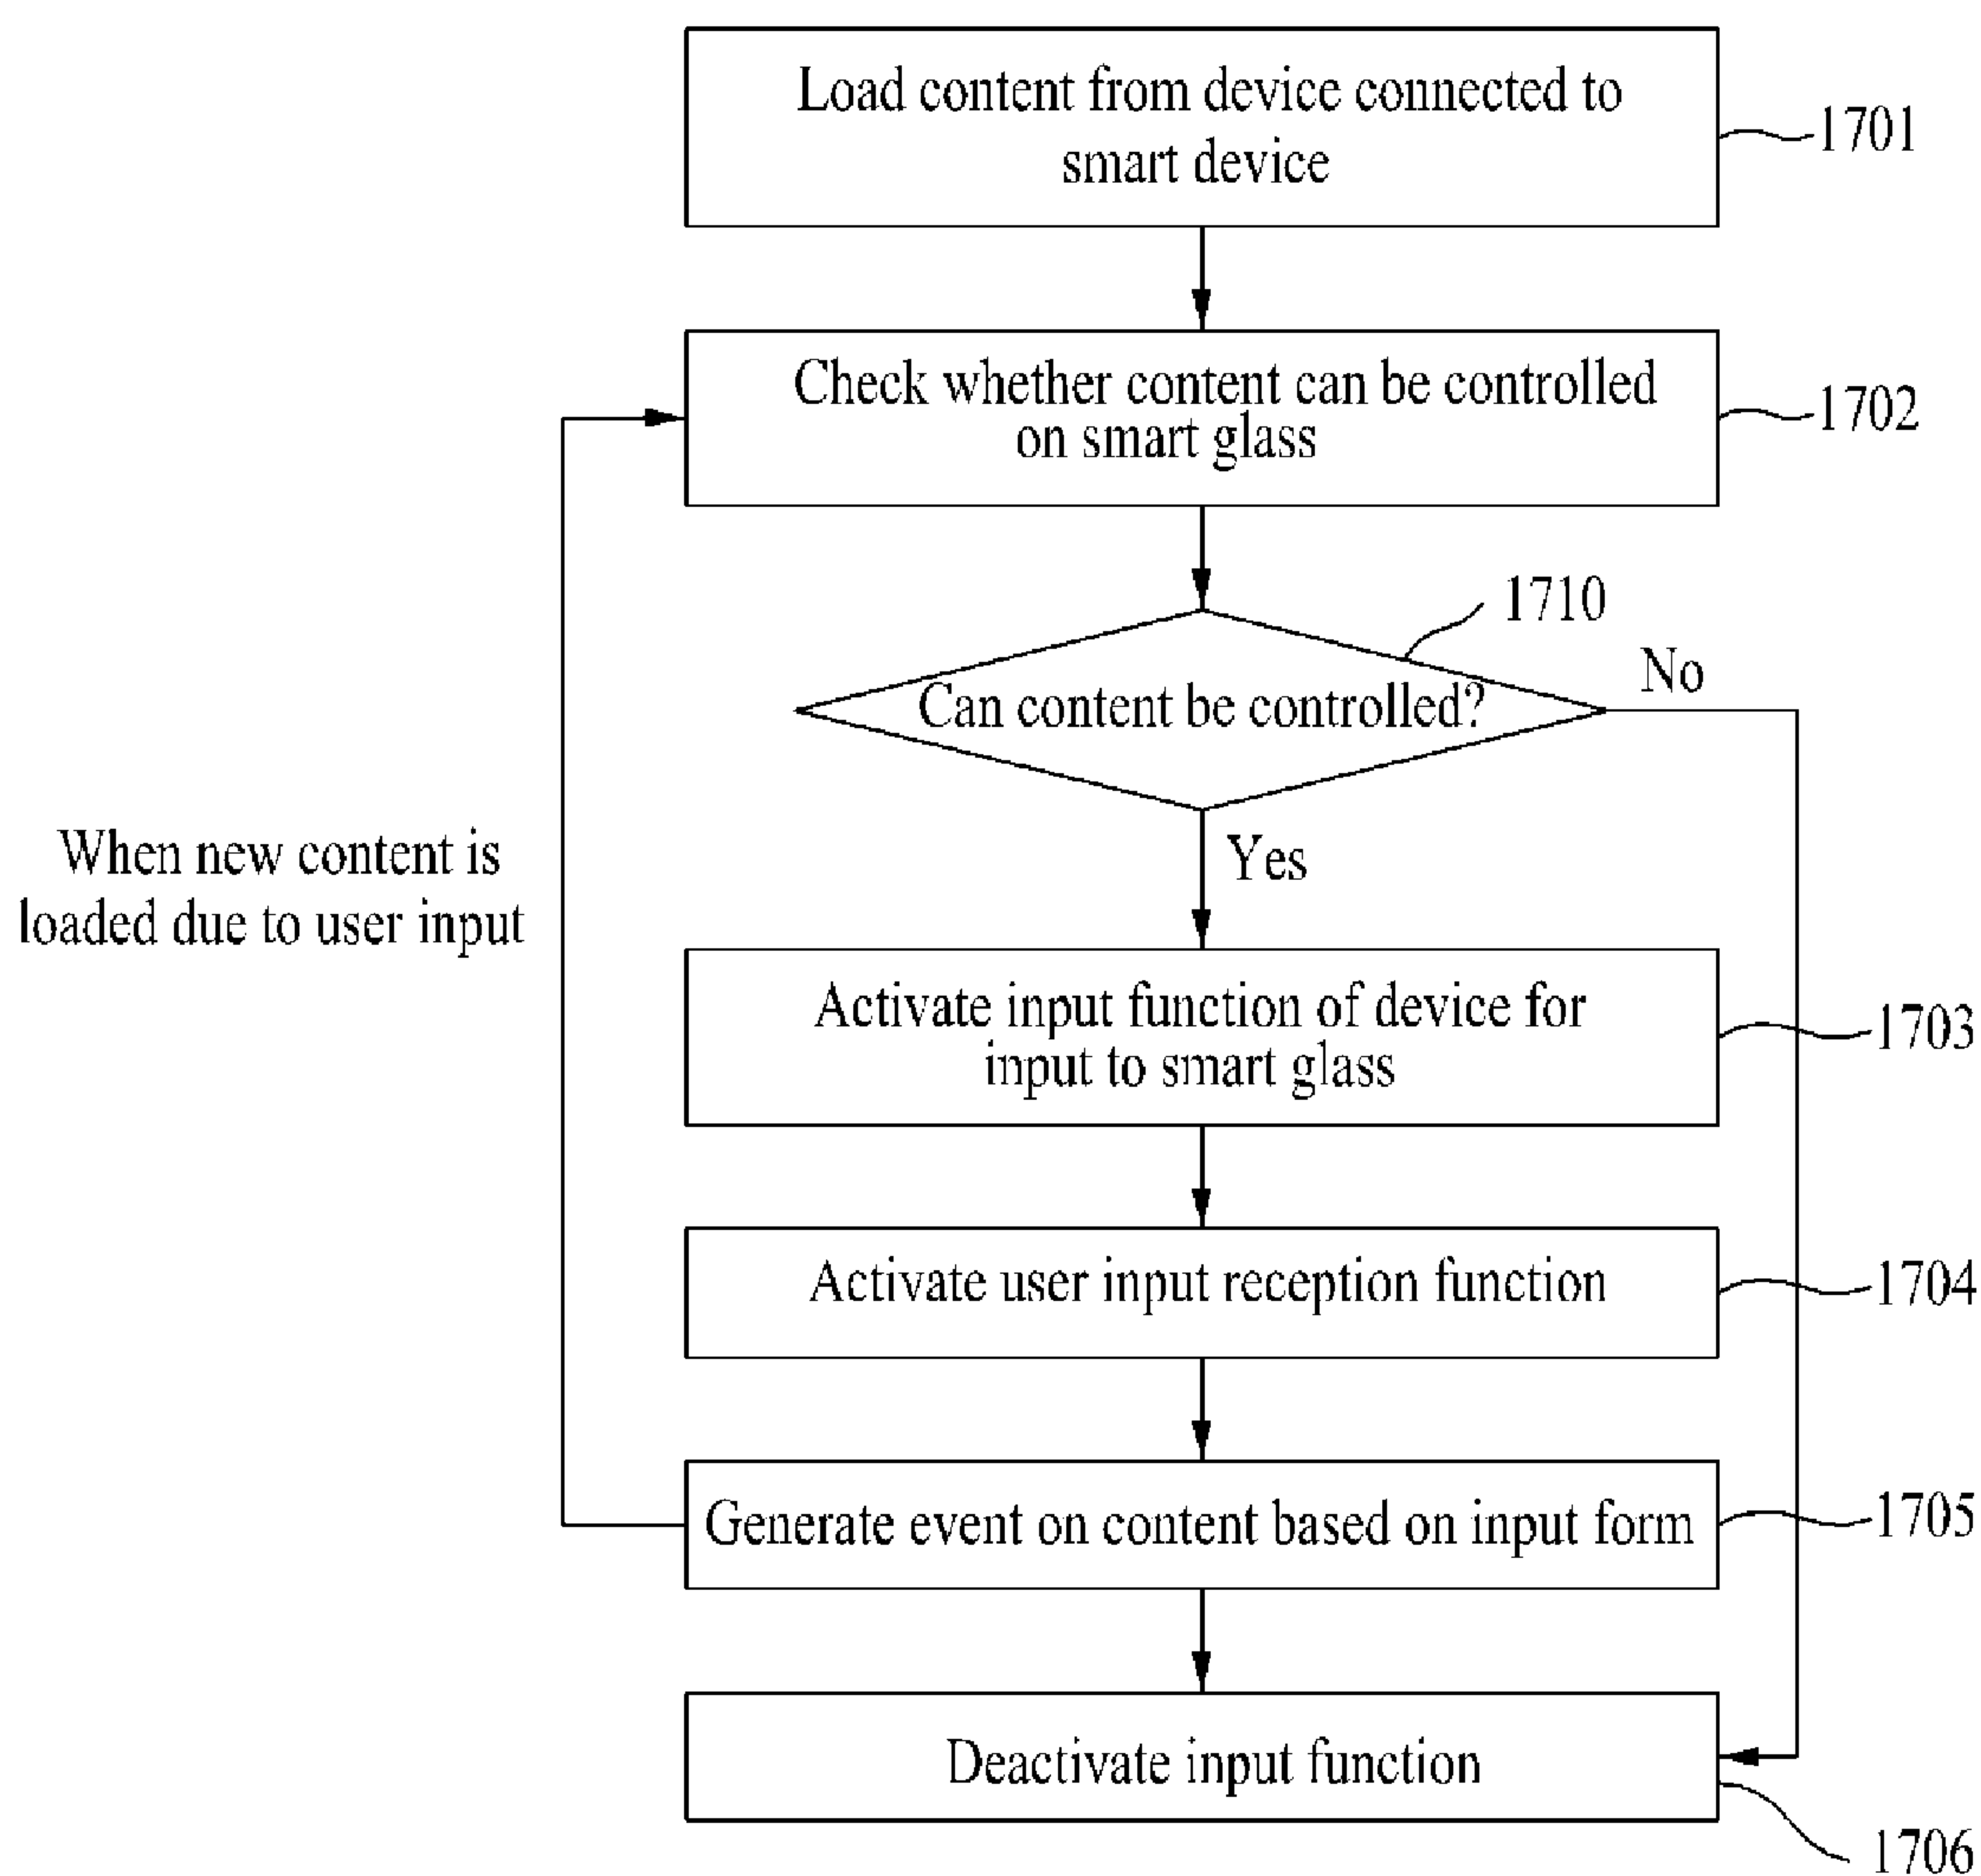 Load content from device connected to
smart device
1701
Check whether content can be controlled
on smart glass
1702
1710
Can content be controlled?
No
Yes
When new content is
loaded due to user input
Activate input function of device for
input to smart glass
1703
Activate user input reception function
1704
Generate event on content based on input form
1705
Deactivate input function
1706